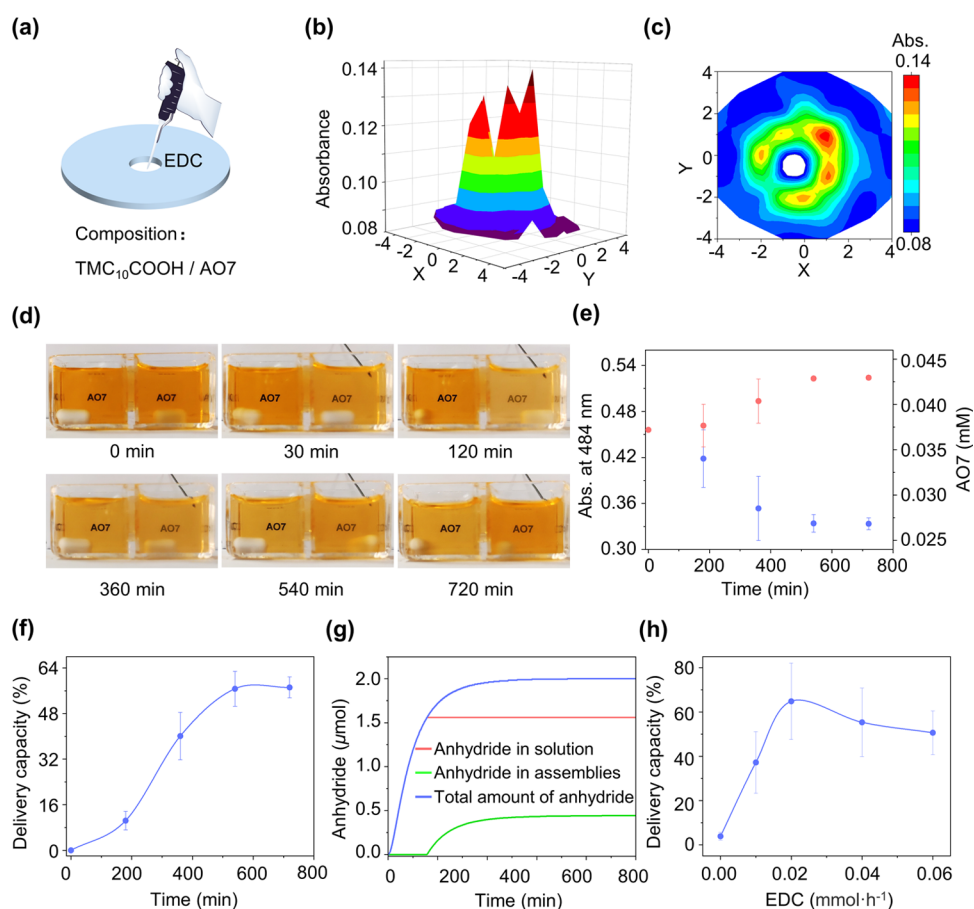 (a)
EDC
Composition:
TMC₁₀COOH / AO7
(b)
Absorbance
0.14
0.12
0.10
0.08
-4
-2
0
2
4
X
-4
-2
0
2
4
Y
(c)
Abs.
0.14
0.08
4
2
0
-2
-4
Y
-4 -2 0 2 4
X
(d)
AO7 AO7
AO7 AO7
AO7 AO7
0 min 30 min 120 min
AO7 AO7
AO7 AO7
AO7 AO7
360 min 540 min 720 min
(e)
Abs. at 484 nm
0.54
0.48
0.42
0.36
0.30
0.045
0.040
0.035
0.030
0.025
AO7 (mM)
0 200 400 600 800
Time (min)
(f)
Delivery capacity (%)
64
48
32
16
0
0 200 400 600 800
Time (min)
(g)
Anhydride (µmol)
2.0
1.5
1.0
0.5
0.0
Anhydride in solution
Anhydride in assemblies
Total amount of anhydride
0 200 400 600 800
Time (min)
(h)
Delivery capacity (%)
80
60
40
20
0
0.00 0.02 0.04 0.06
EDC (mmol·h⁻¹)